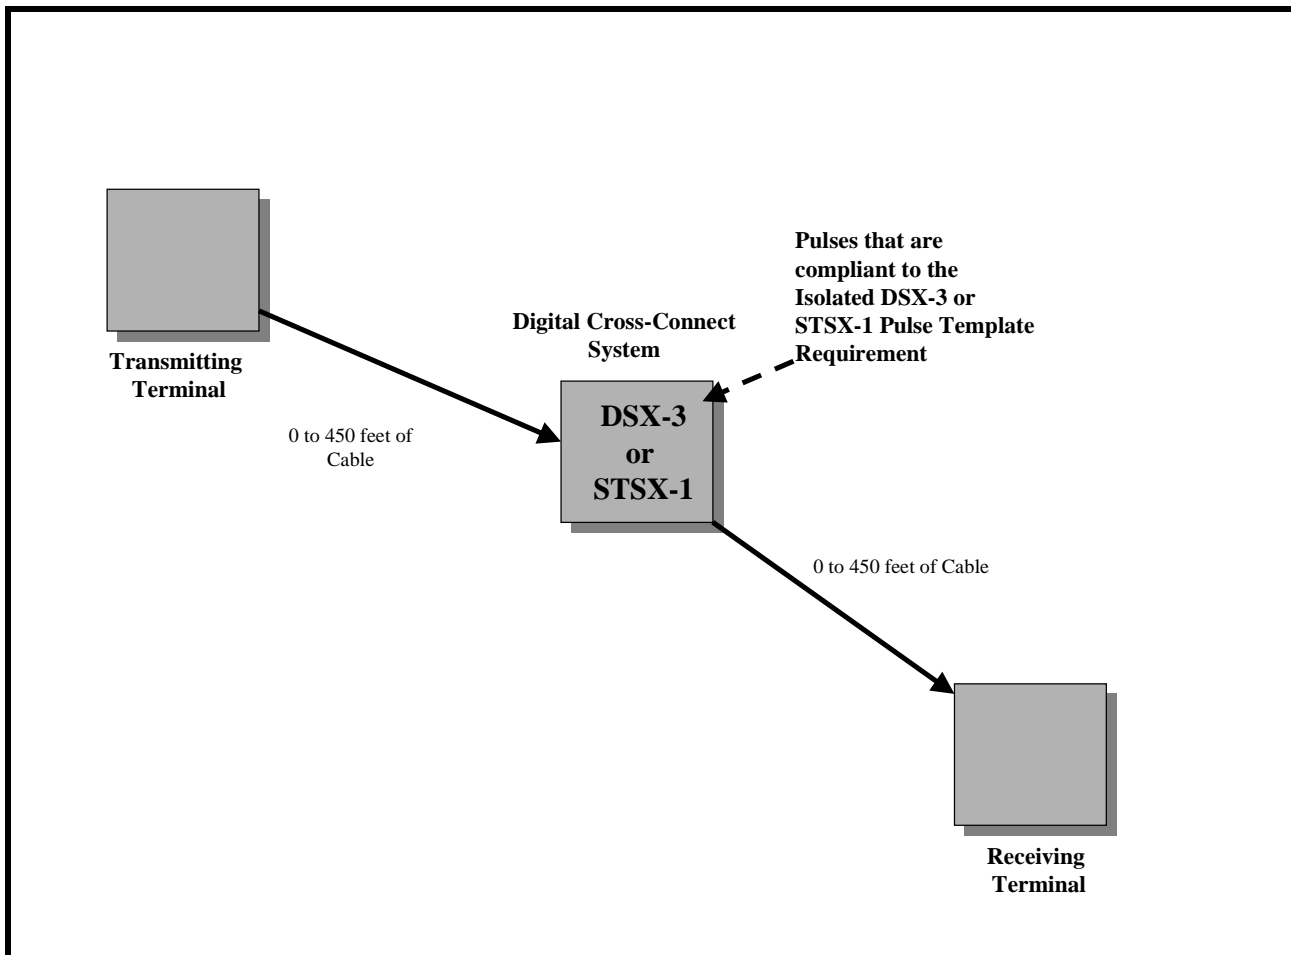 Pulses that are
compliant to the
Isolated DSX-3 or
STSX-1 Pulse Template
Requirement
Digital Cross-Connect
System
Transmitting
Terminal
DSX-3
or
STSX-1
0 to 450 feet of
Cable
0 to 450 feet of Cable
Receiving
Terminal